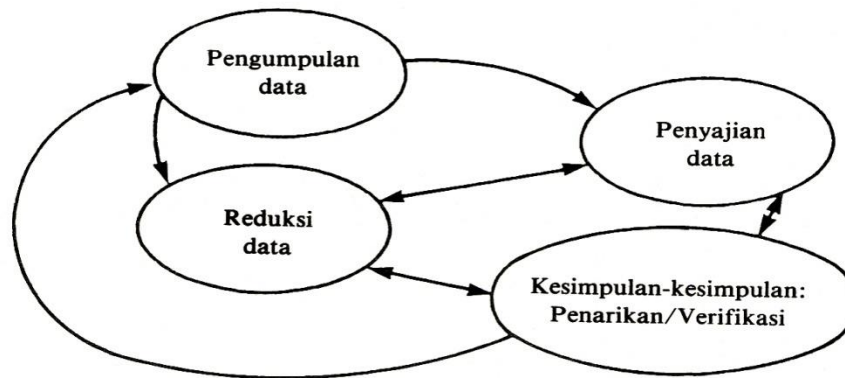 Pengumpulan
data
Penyajian
data
Reduksi
data
Kesimpulan-kesimpulan:
Penarikan/Verifikasi